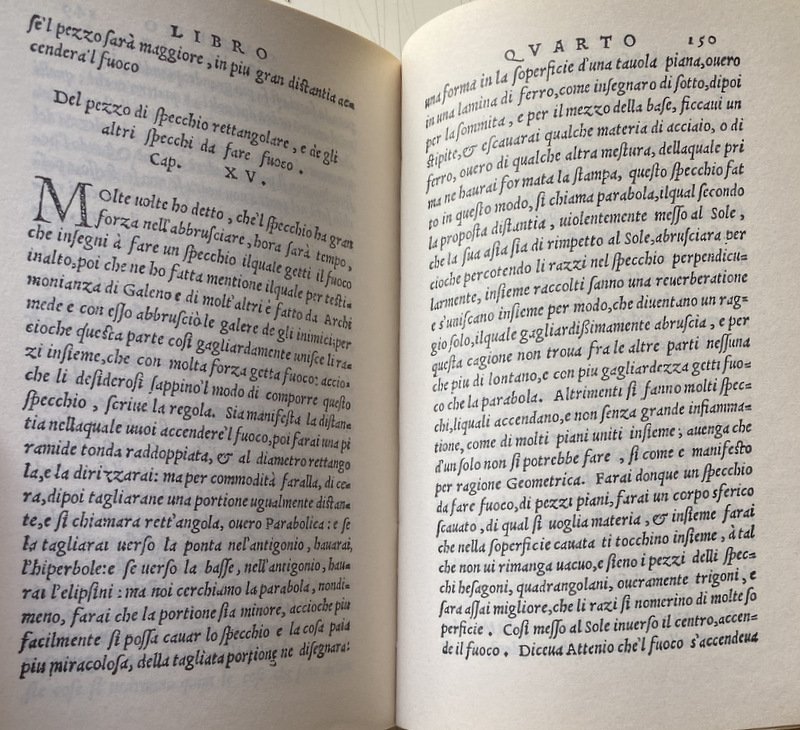 LIBRO
se'l pezzo sarà maggiore, in piu gran distantia ac-
cenderà'l fuoco
Del pezzo di specchio rettangolare, e de gli
altri specchi da fare fuoco.
Cap. XV.
MOlte uolte ho detto, che'l specchio ha gran
forza nell'abbrusciare, hora sarà tempo,
che insegni à fare un specchio ilquale getti il fuoco
inalto, poi che ne ho fatta mentione ilquale per testi-
monianza di Galeno e di molt'altri è fatto da Archi
mede e con esso abbrusciò le galere de gli inimici: per
cioche questa parte così gagliardamente unisce li ra-
zi insieme, che con molta forza getta fuoco: accio-
che li desiderosi sappino'l modo di comporre questo
specchio, scriue la regola. Sia manifesta la distan-
tia nellaquale uuoi accendere'l fuoco, poi farai una pi
ramide tonda raddoppiata, & al diametro rettango
la, e la dirizzarai: ma per commodità faralla, di ce-
ra, dipoi tagliarane una portione ugualmente distan-
te, e si chiamara rett'angola, ouero Parabolica: e se
la tagliarai uerso la ponta nel'antigonio, hauarai,
l'hiperbole: e se uerso la basse, nell'antigonio, hau-
rai l'elipsini: ma noi cerchiamo la parabola, nondi-
meno, farai che la portione sia minore, accioche piu
facilmente si possa cauar lo specchio e la cosa paia
piu miracolosa, della tagliata portione ne disegnarai
QVARTO 150
una forma in la soperficie d'una tauola piana, ouero
in una lamina di ferro, come insegnaro di sotto, dipoi
per la sommita, e per il mezzo della base, ficcaui un
stipite, & escauarai qualche materia di acciaio, o di
ferro, ouero di qualche altra mestura, dellaquale pri
ma ne haurai formata la stampa, questo specchio fat
to in questo modo, si chiama parabola, ilqual secondo
la proposta distantia, uiolentemente messo al Sole,
che la sua asta sia di rimpetto al Sole, abrusciara per
cioche percotendo li razzi nel specchio perpendicu-
larmente, insieme raccolti fanno una reuerberatione
e s'uniscano insieme per modo, che diuentano un rag-
gio solo, ilquale gagliardißimamente abruscia, e per
questa cagione non troua fra le altre parti nessuna
che piu di lontano, e con piu gagliardezza getti fuo-
co che la parabola. Altrimenti si fanno molti spec-
chi, liquali accendano, e non senza grande infiamma-
tione, come di molti piani uniti insieme; auenga che
d'un solo non si potrebbe fare, si come e manifesto
per ragione Geometrica. Farai donque un specchio
da fare fuoco, di pezzi piani, farai un corpo sferico
scauato, di qual si uoglia materia, & insieme farai
che nella soperficie cauata ti tocchino insieme, à tal
che non ui rimanga uacuo, e sieno i pezzi delli spec-
chi hesagoni, quadrangolani, oueramente trigoni, e
sara assai migliore, che li razi si nomerino di molte so
perficie. Così messo al Sole inuerso il centro, accen-
de il fuoco. Diceua Attenio che'l fuoco s'accendeua